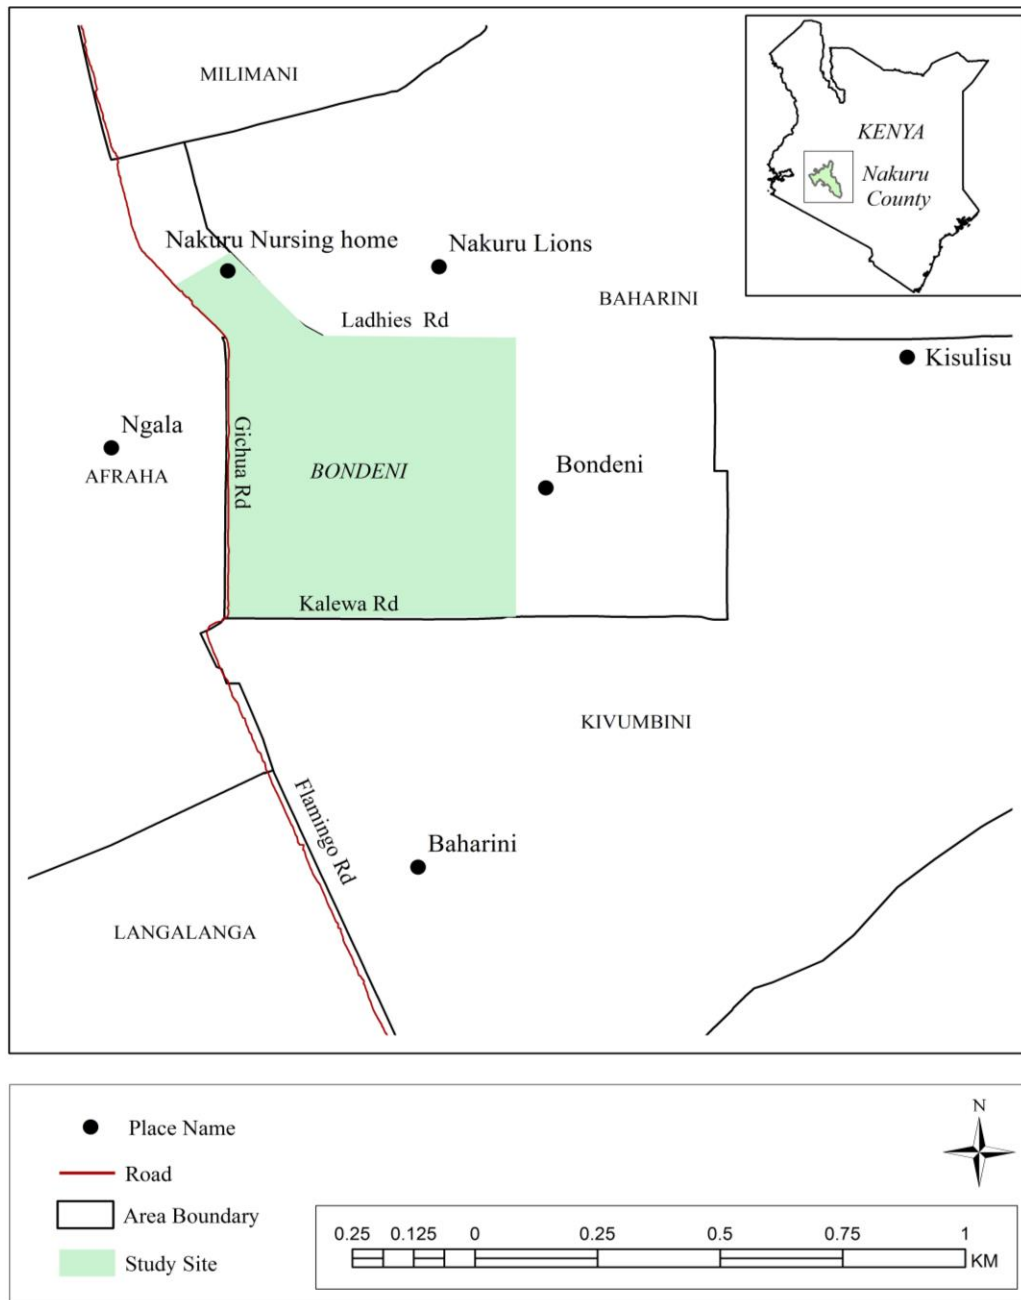 MILIMANI
KENYA
Nakuru
County
Nakuru Nursing home
Nakuru Lions
BAHARINI
Ladhies Rd
Kisulisu
Ngala
AFRAHA
Gichua Rd
BONDENI
Bondeni
Kalewa Rd
KIVUMBINI
Flamingo Rd
Baharini
LANGALANGA
Place Name
Road
Area Boundary
Study Site
N
0.25 0.125 0 0.25 0.5 0.75 1
KM